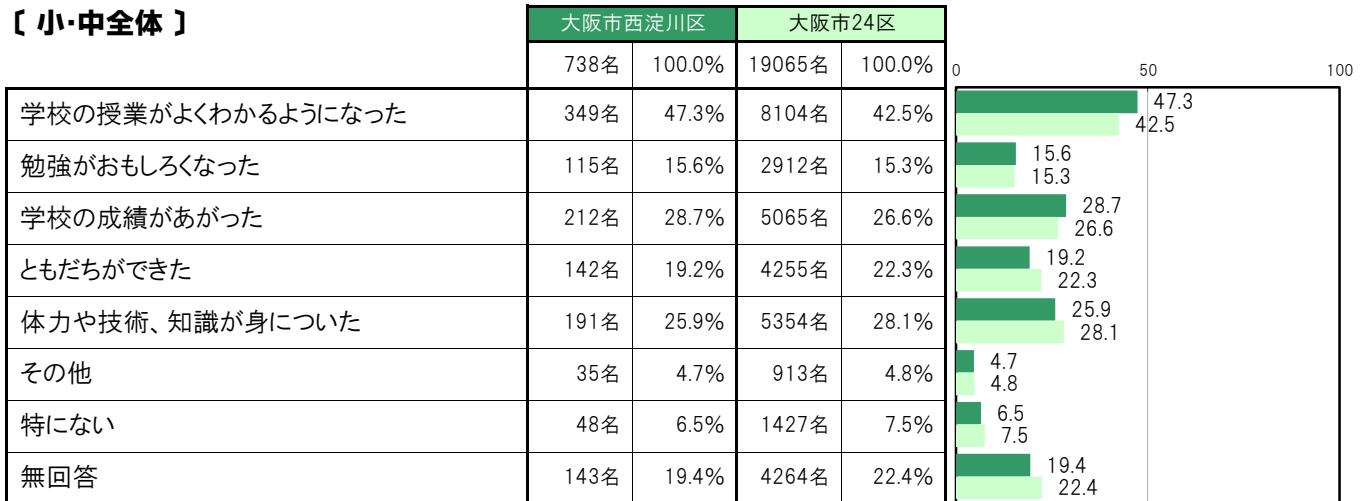 〔 小・中全体 〕
大阪市西淀川区 大阪市24区
738名 100.0% 19065名 100.0%
0 50 100
学校の授業がよくわかるようになった 349名 47.3% 8104名 42.5%
47.3
42.5
勉強がおもしろくなった 115名 15.6% 2912名 15.3%
15.6
15.3
学校の成績があがった 212名 28.7% 5065名 26.6%
28.7
26.6
ともだちができた 142名 19.2% 4255名 22.3%
19.2
22.3
体力や技術、知識が身についた 191名 25.9% 5354名 28.1%
25.9
28.1
その他 35名 4.7% 913名 4.8%
4.7
4.8
特にない 48名 6.5% 1427名 7.5%
6.5
7.5
無回答 143名 19.4% 4264名 22.4%
19.4
22.4